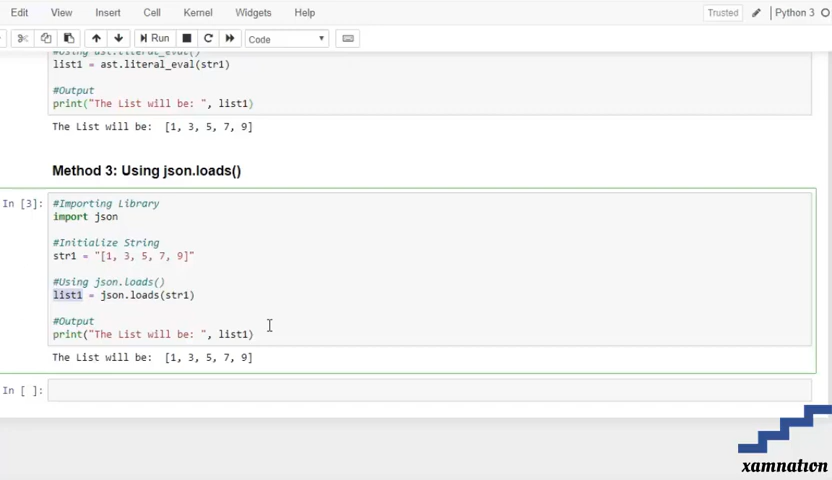 Edit View Insert Cell Kernel Widgets Help Trusted Python 3
Run Code
#Using ast.literal_eval()
list1 = ast.literal_eval(str1)
#Output
print("The List will be: ", list1)
The List will be:  [1, 3, 5, 7, 9]
Method 3: Using json.loads()
In [3]: #Importing Library
import json
#Initialize String
str1 = "[1, 3, 5, 7, 9]"
#Using json.loads()
list1 = json.loads(str1)
#Output
print("The List will be: ", list1)
The List will be:  [1, 3, 5, 7, 9]
In [ ]:
xamnation